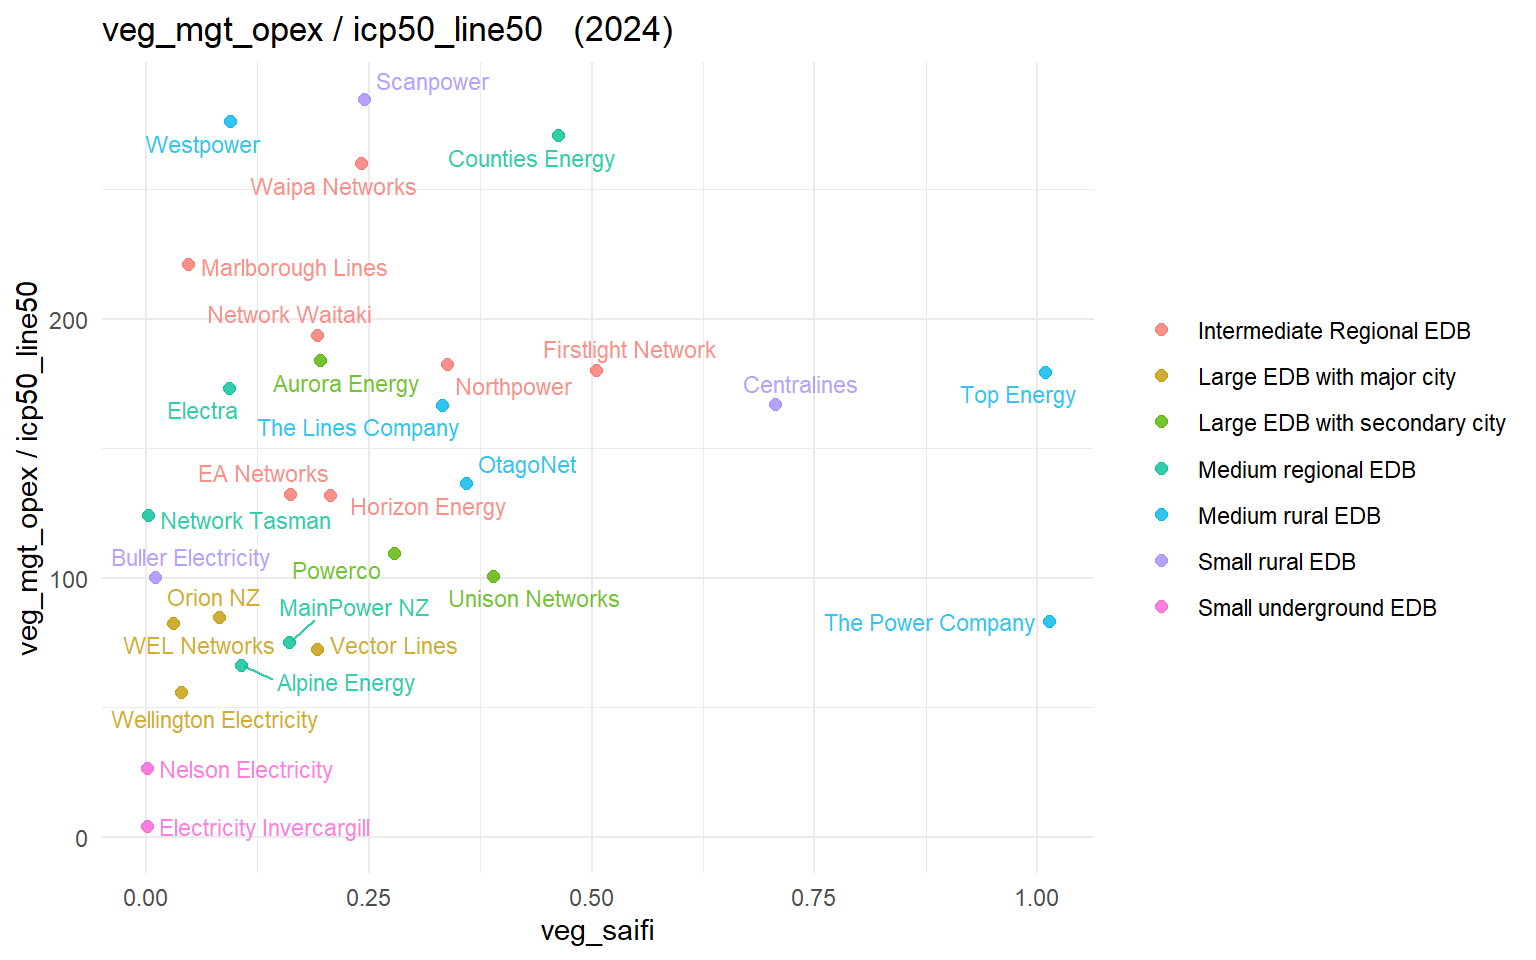 veg_mgt_opex / icp50_line50   (2024)
Scanpower
Westpower
Counties Energy
Waipa Networks
Marlborough Lines
Network Waitaki
Firstlight Network
Aurora Energy
Northpower
Centralines
Top Energy
Electra
The Lines Company
EA Networks
OtagoNet
Horizon Energy
Network Tasman
Buller Electricity
Powerco
Unison Networks
Orion NZ
MainPower NZ
The Power Company
WEL Networks
Vector Lines
Alpine Energy
Wellington Electricity
Nelson Electricity
Electricity Invercargill
veg_mgt_opex / icp50_line50
200
100
0
0.00
0.25
0.50
0.75
1.00
veg_saifi
Intermediate Regional EDB
Large EDB with major city
Large EDB with secondary city
Medium regional EDB
Medium rural EDB
Small rural EDB
Small underground EDB